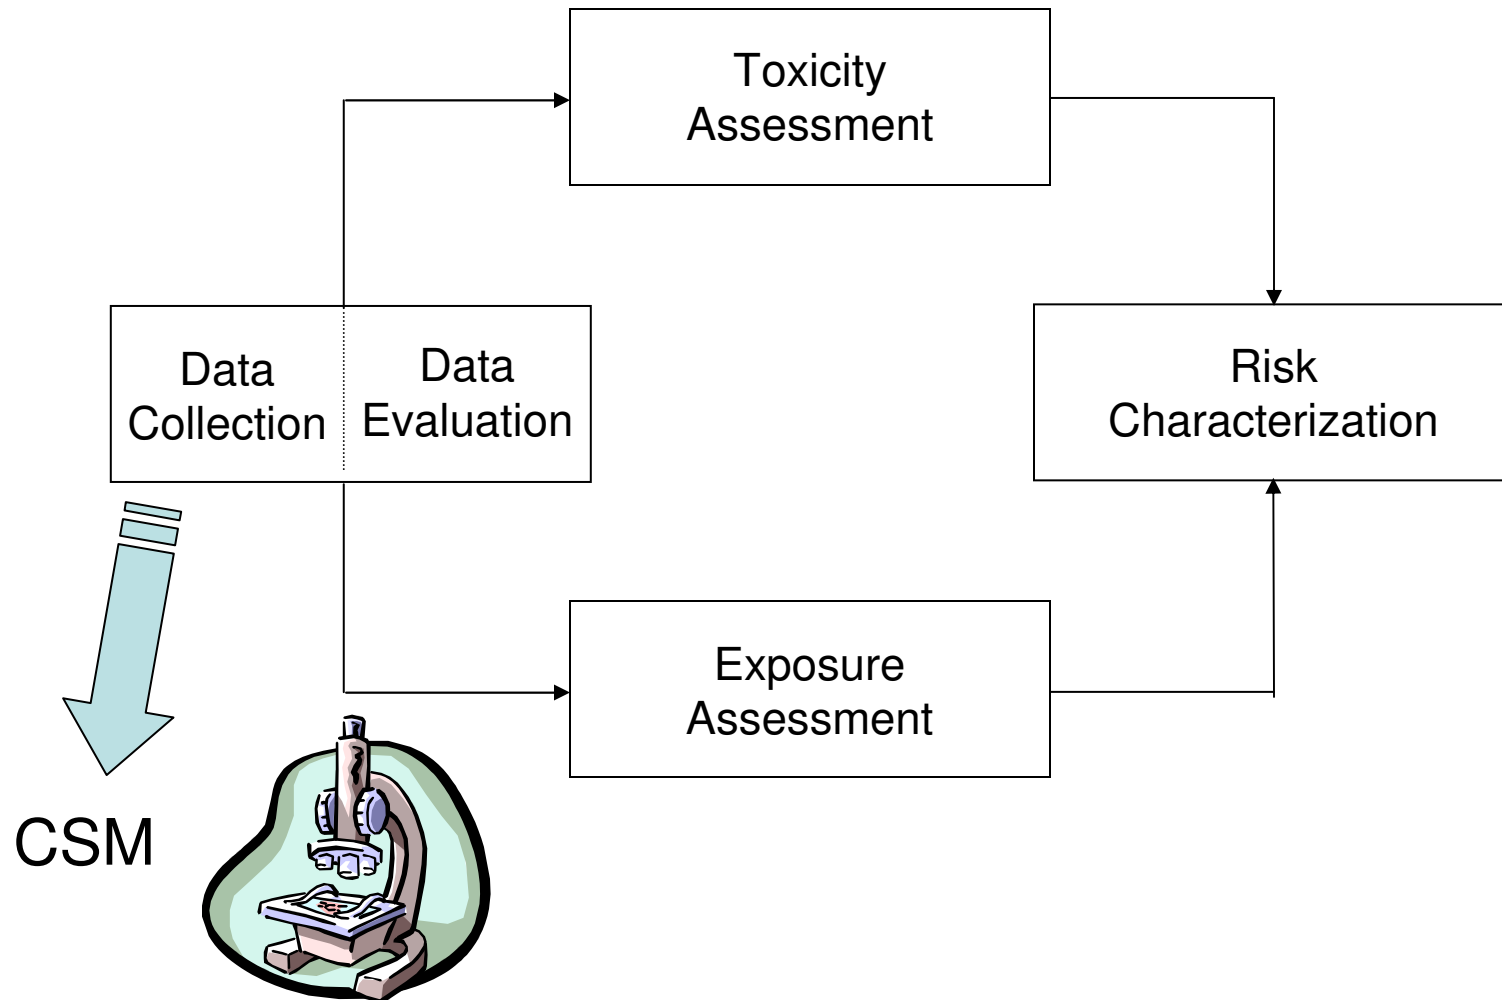 Toxicity
Assessment
Data
Collection
Data
Evaluation
Risk
Characterization
Exposure
Assessment
CSM